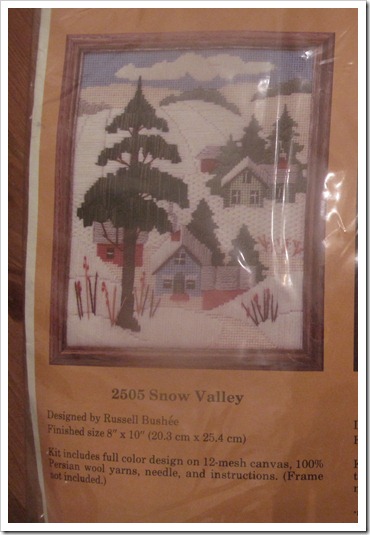 2505 Snow Valley
Designed by Russell Bushée
Finished size 8" x 10" (20.3 cm x 25.4 cm)
Kit includes full color design on 12-mesh canvas, 100%
Persian wool yarns, needle, and instructions. (Frame
not included.)